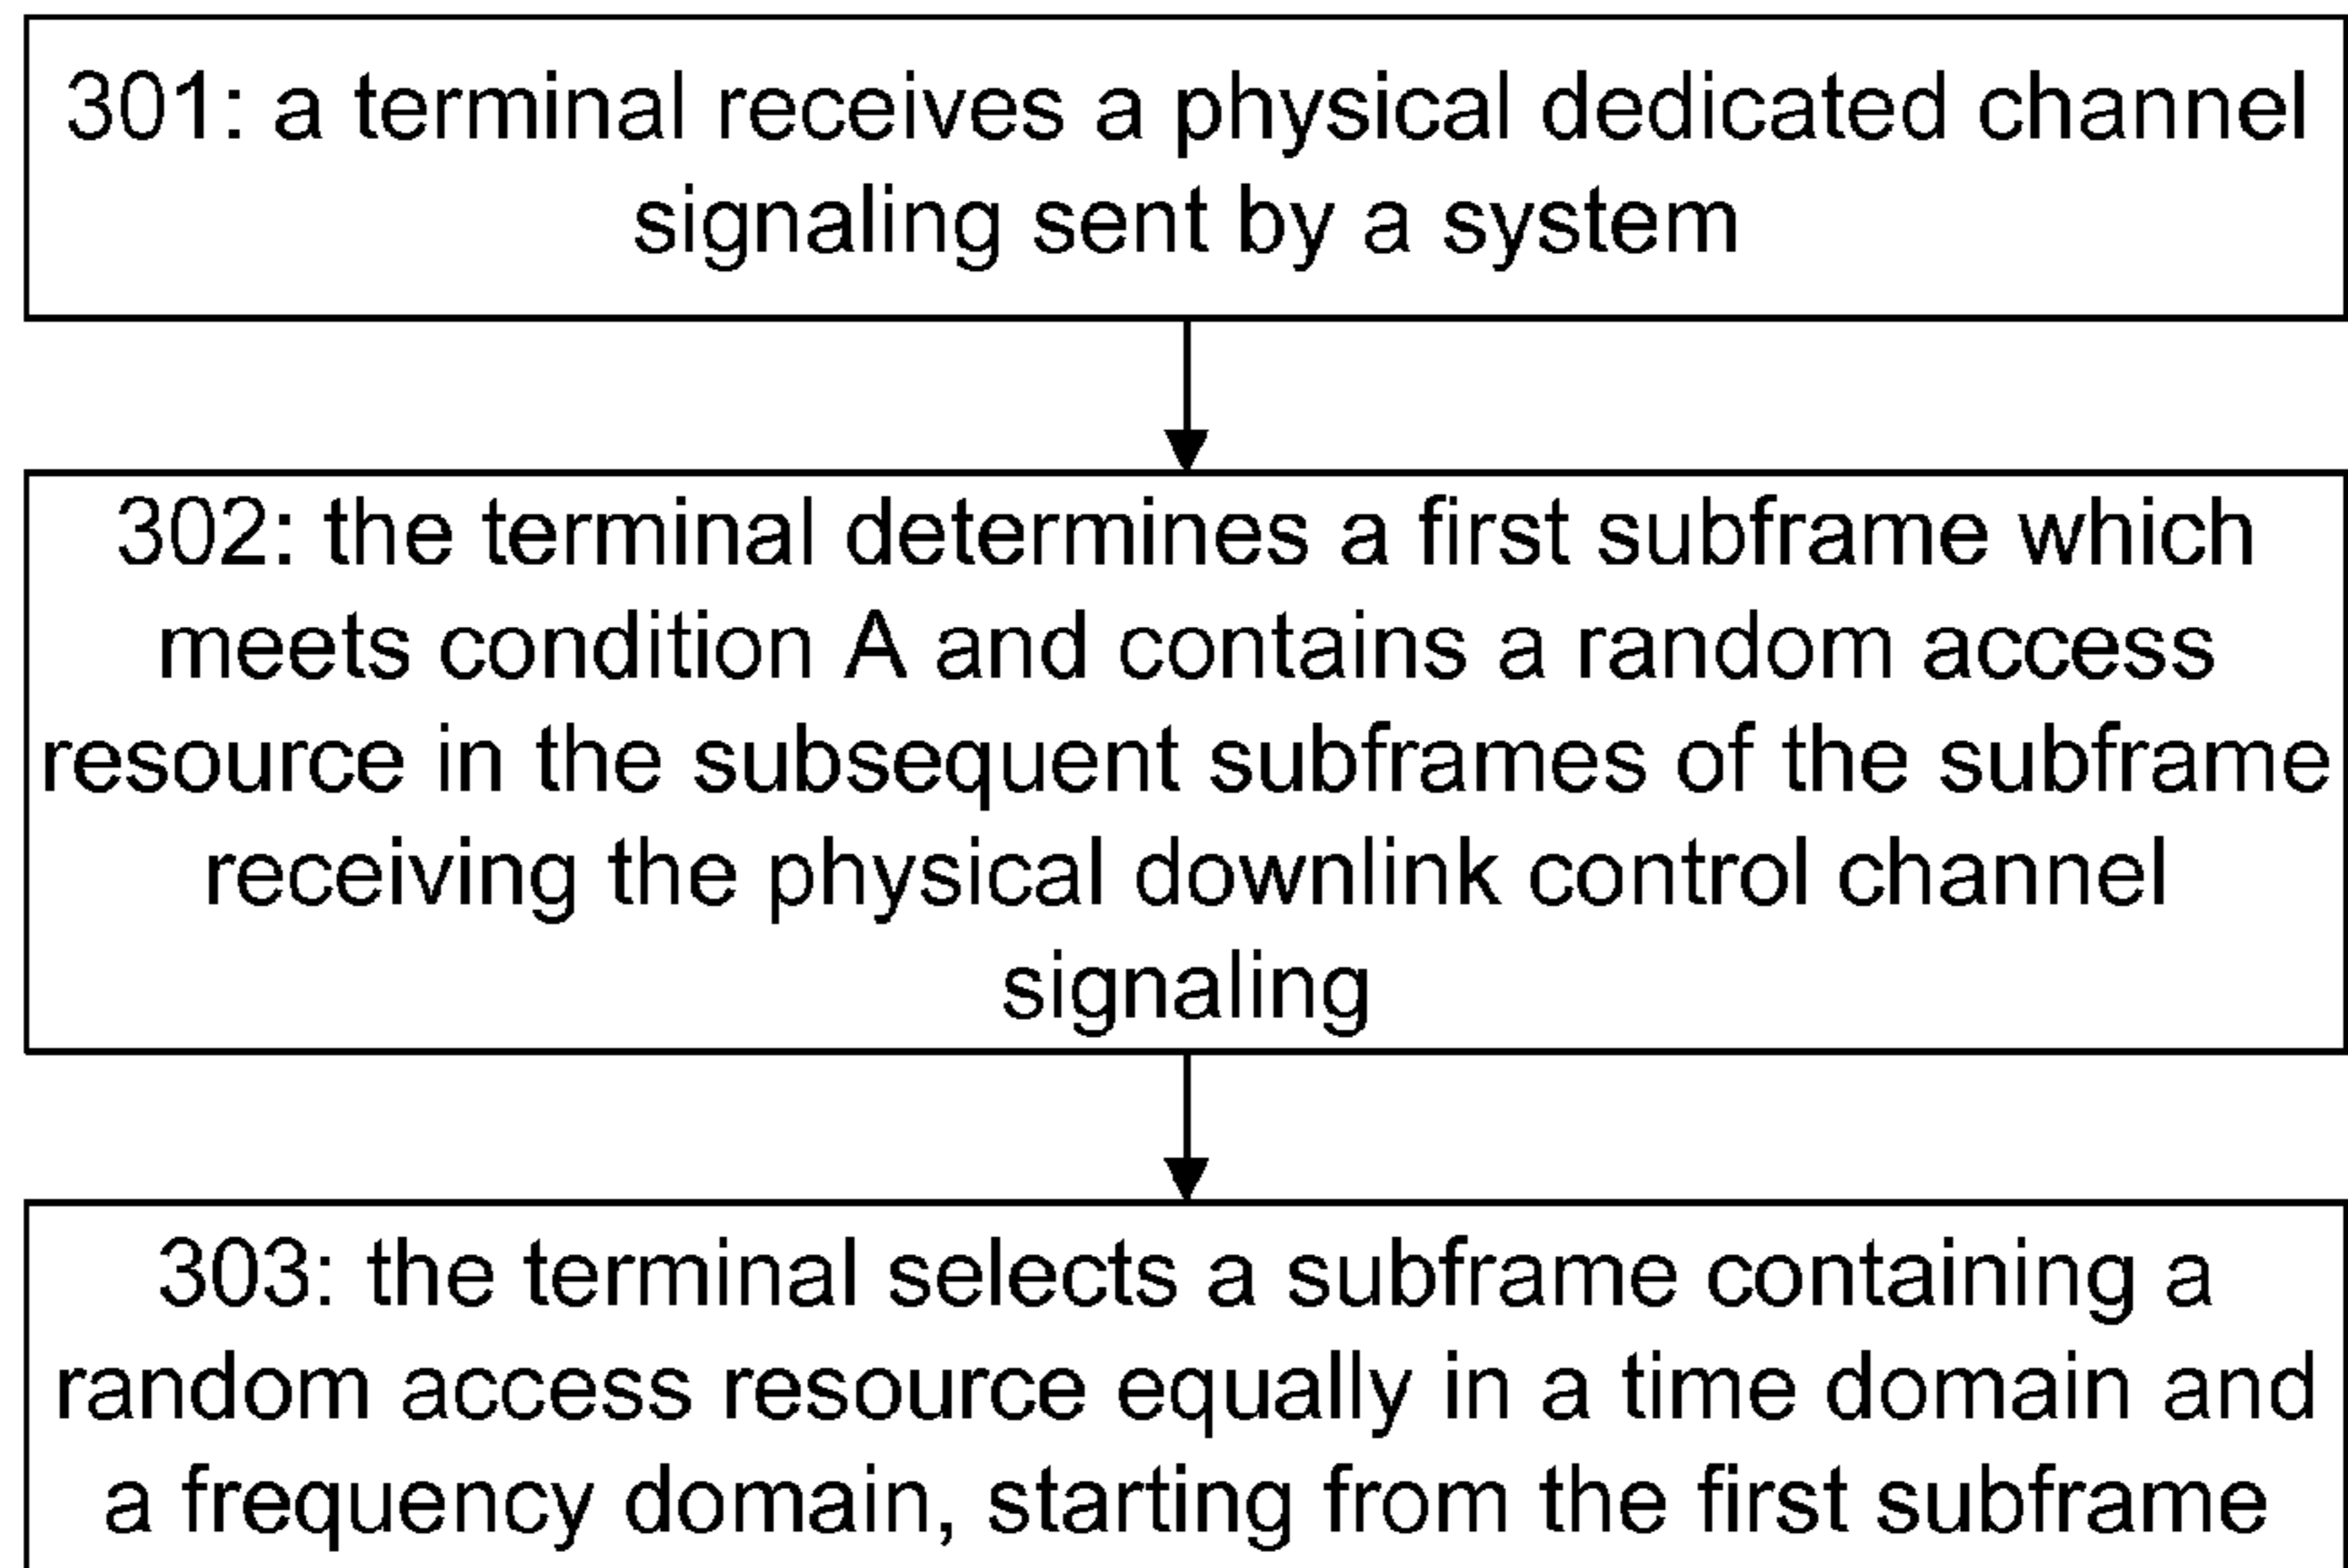 301: a terminal receives a physical dedicated channel
signaling sent by a system
302: the terminal determines a first subframe which
meets condition A and contains a random access
resource in the subsequent subframes of the subframe
receiving the physical downlink control channel
signaling
303: the terminal selects a subframe containing a
random access resource equally in a time domain and
a frequency domain, starting from the first subframe